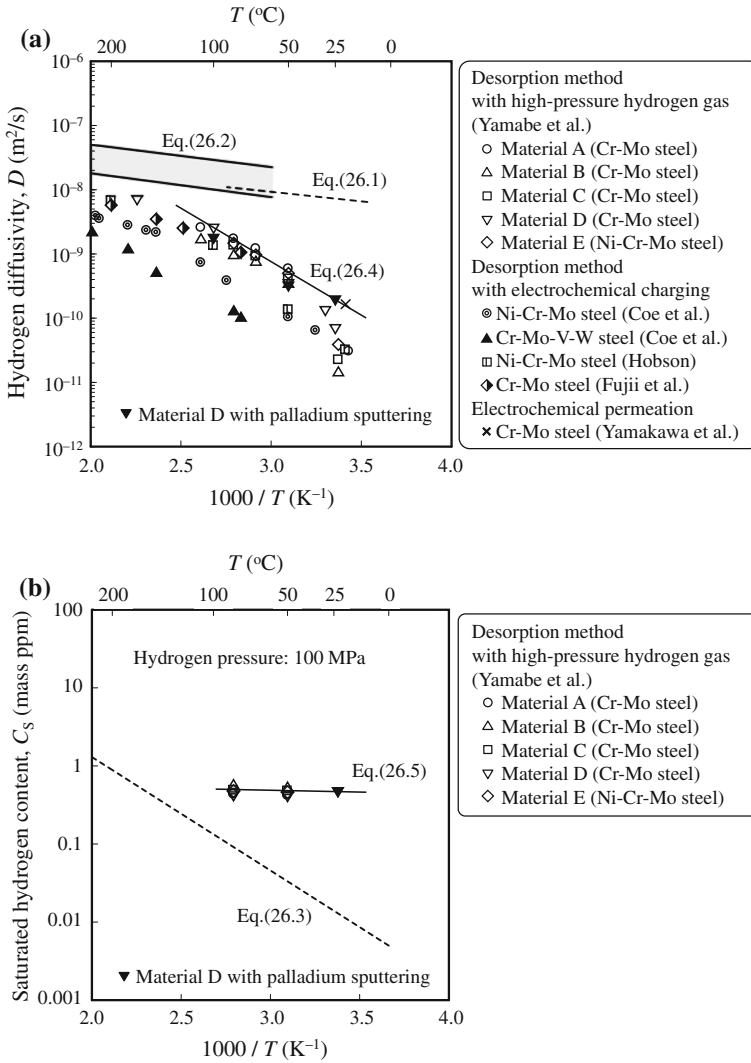 (a)
T (°C)
200 100 50 25 0
10⁻⁶
10⁻⁷
10⁻⁸
10⁻⁹
10⁻¹⁰
10⁻¹¹
10⁻¹²
Hydrogen diffusivity, D (m²/s)
Eq.(26.2)
Eq.(26.1)
Eq.(26.4)
▼ Material D with palladium sputtering
2.0 2.5 3.0 3.5 4.0
1000 / T (K⁻¹)
Desorption method
with high-pressure hydrogen gas
(Yamabe et al.)
Material A (Cr-Mo steel)
Material B (Cr-Mo steel)
Material C (Cr-Mo steel)
Material D (Cr-Mo steel)
Material E (Ni-Cr-Mo steel)
Desorption method
with electrochemical charging
Ni-Cr-Mo steel (Coe et al.)
Cr-Mo-V-W steel (Coe et al.)
Ni-Cr-Mo steel (Hobson)
Cr-Mo steel (Fujii et al.)
Electrochemical permeation
Cr-Mo steel (Yamakawa et al.)
(b)
T (°C)
200 100 50 25 0
100
10
1
0.1
0.01
0.001
Saturated hydrogen content, C_S (mass ppm)
Hydrogen pressure: 100 MPa
Eq.(26.5)
Eq.(26.3)
▼ Material D with palladium sputtering
2.0 2.5 3.0 3.5 4.0
1000 / T (K⁻¹)
Desorption method
with high-pressure hydrogen gas
(Yamabe et al.)
Material A (Cr-Mo steel)
Material B (Cr-Mo steel)
Material C (Cr-Mo steel)
Material D (Cr-Mo steel)
Material E (Ni-Cr-Mo steel)